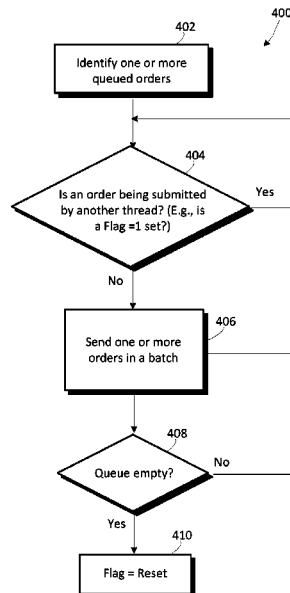 400
402
Identify one or more
queued orders
404
Is an order being submitted
by another thread? (E.g., is
a Flag =1 set?)
Yes
No
406
Send one or more
orders in a batch
408
Queue empty?
No
Yes
410
Flag = Reset